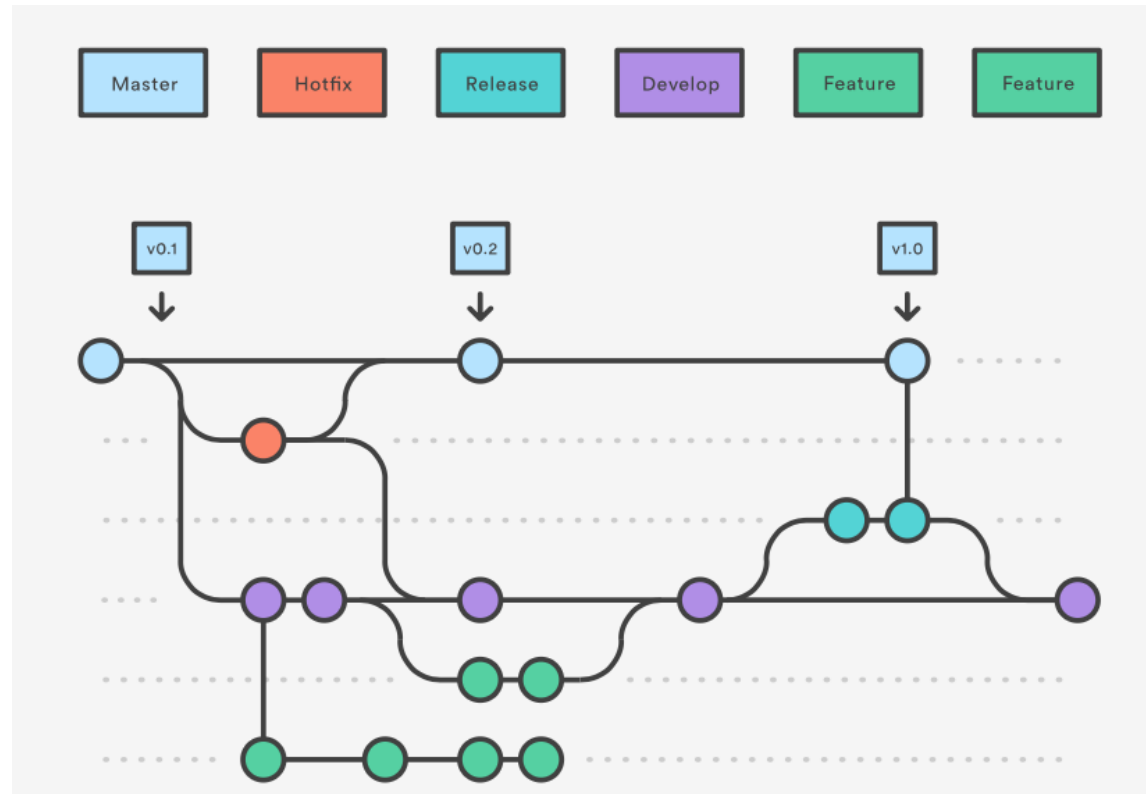 Master
Hotfix
Release
Develop
Feature
Feature
v0.1
v0.2
v1.0